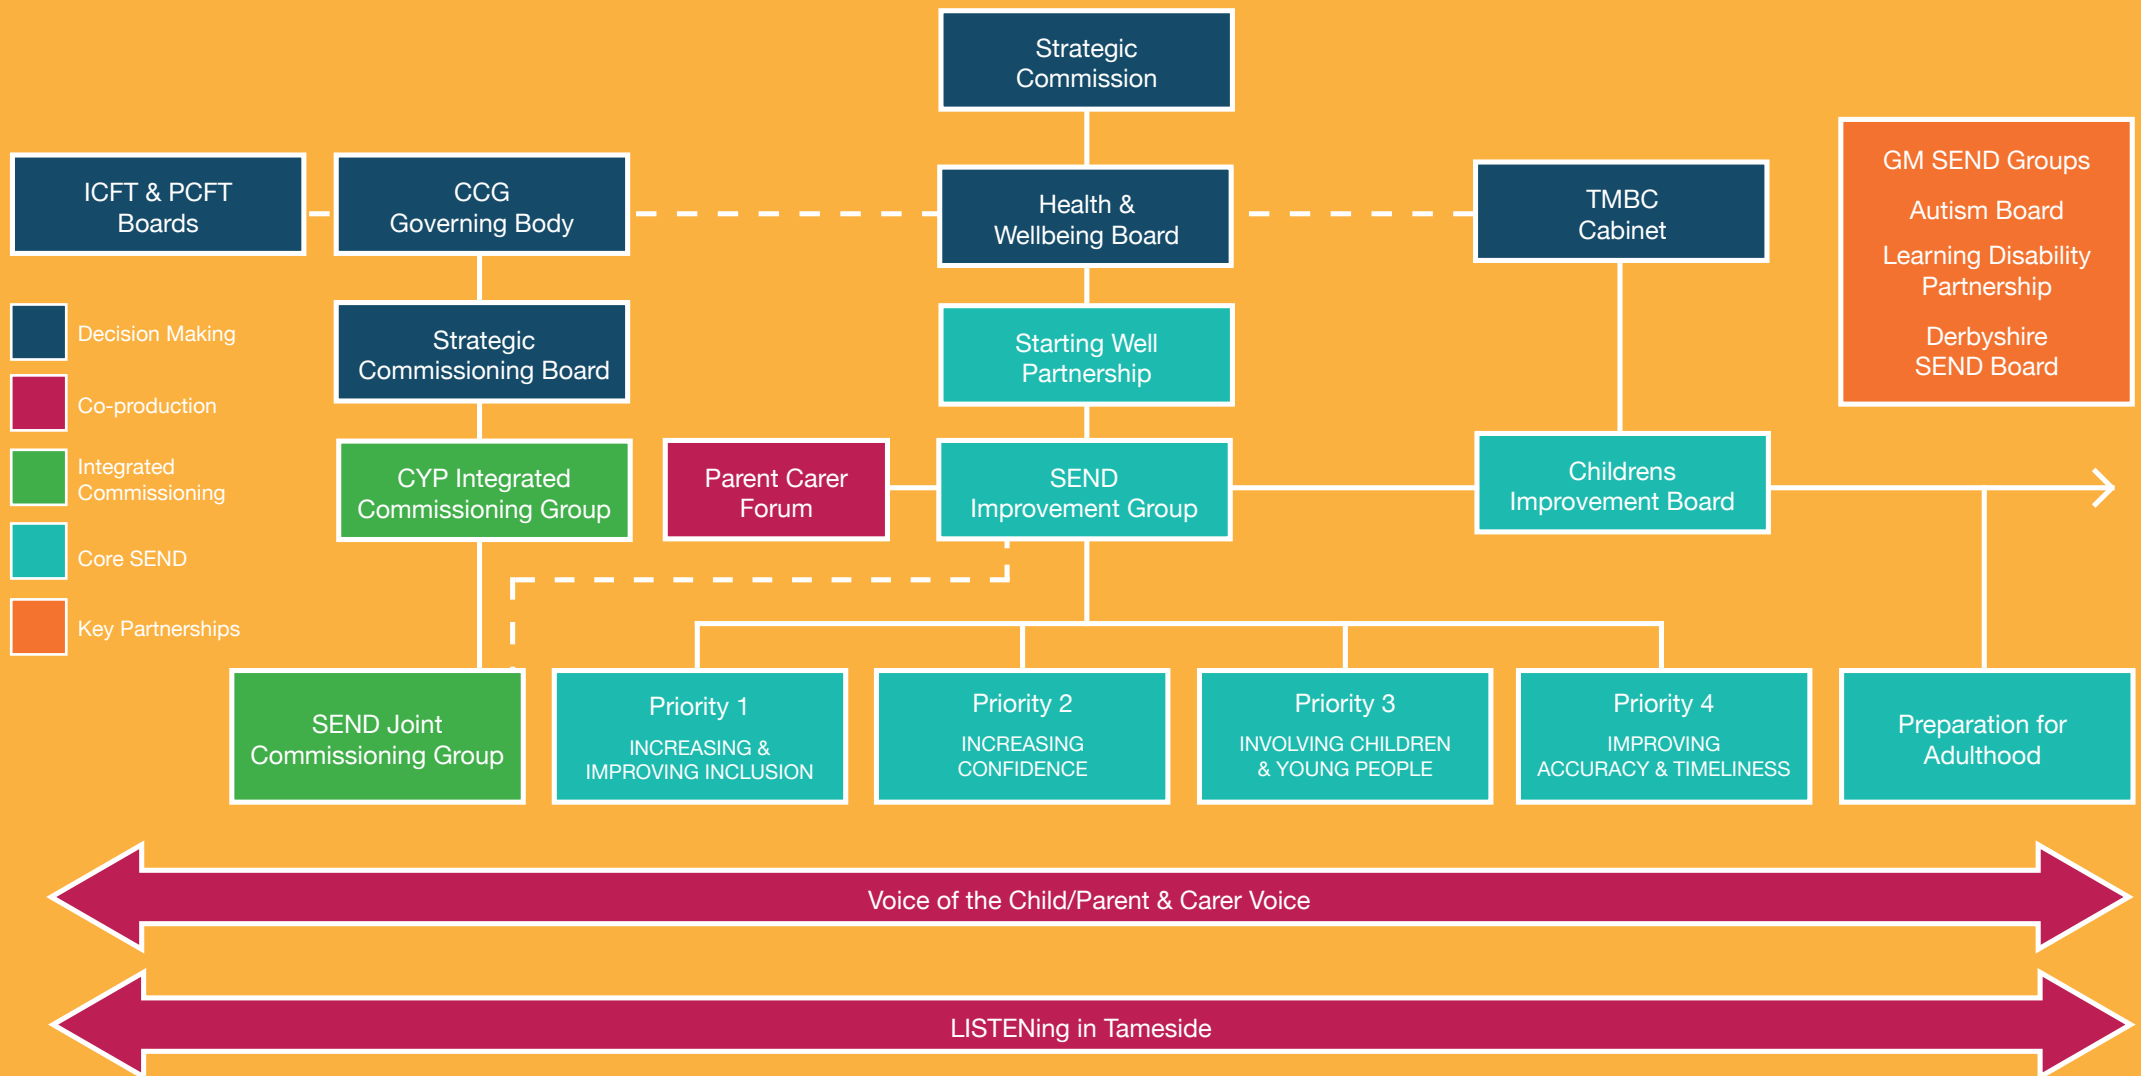 Strategic
Commission
ICFT & PCFT
Boards
CCG
Governing Body
Health &
Wellbeing Board
TMBC
Cabinet
GM SEND Groups
Autism Board
Learning Disability
Partnership
Derbyshire
SEND Board
Decision Making
Co-production
Integrated
Commissioning
Core SEND
Key Partnerships
Strategic
Commissioning Board
Starting Well
Partnership
CYP Integrated
Commissioning Group
Parent Carer
Forum
SEND
Improvement Group
Childrens
Improvement Board
SEND Joint
Commissioning Group
Priority 1
INCREASING &
IMPROVING INCLUSION
Priority 2
INCREASING
CONFIDENCE
Priority 3
INVOLVING CHILDREN
& YOUNG PEOPLE
Priority 4
IMPROVING
ACCURACY & TIMELINESS
Preparation for
Adulthood
Voice of the Child/Parent & Carer Voice
LISTENing in Tameside